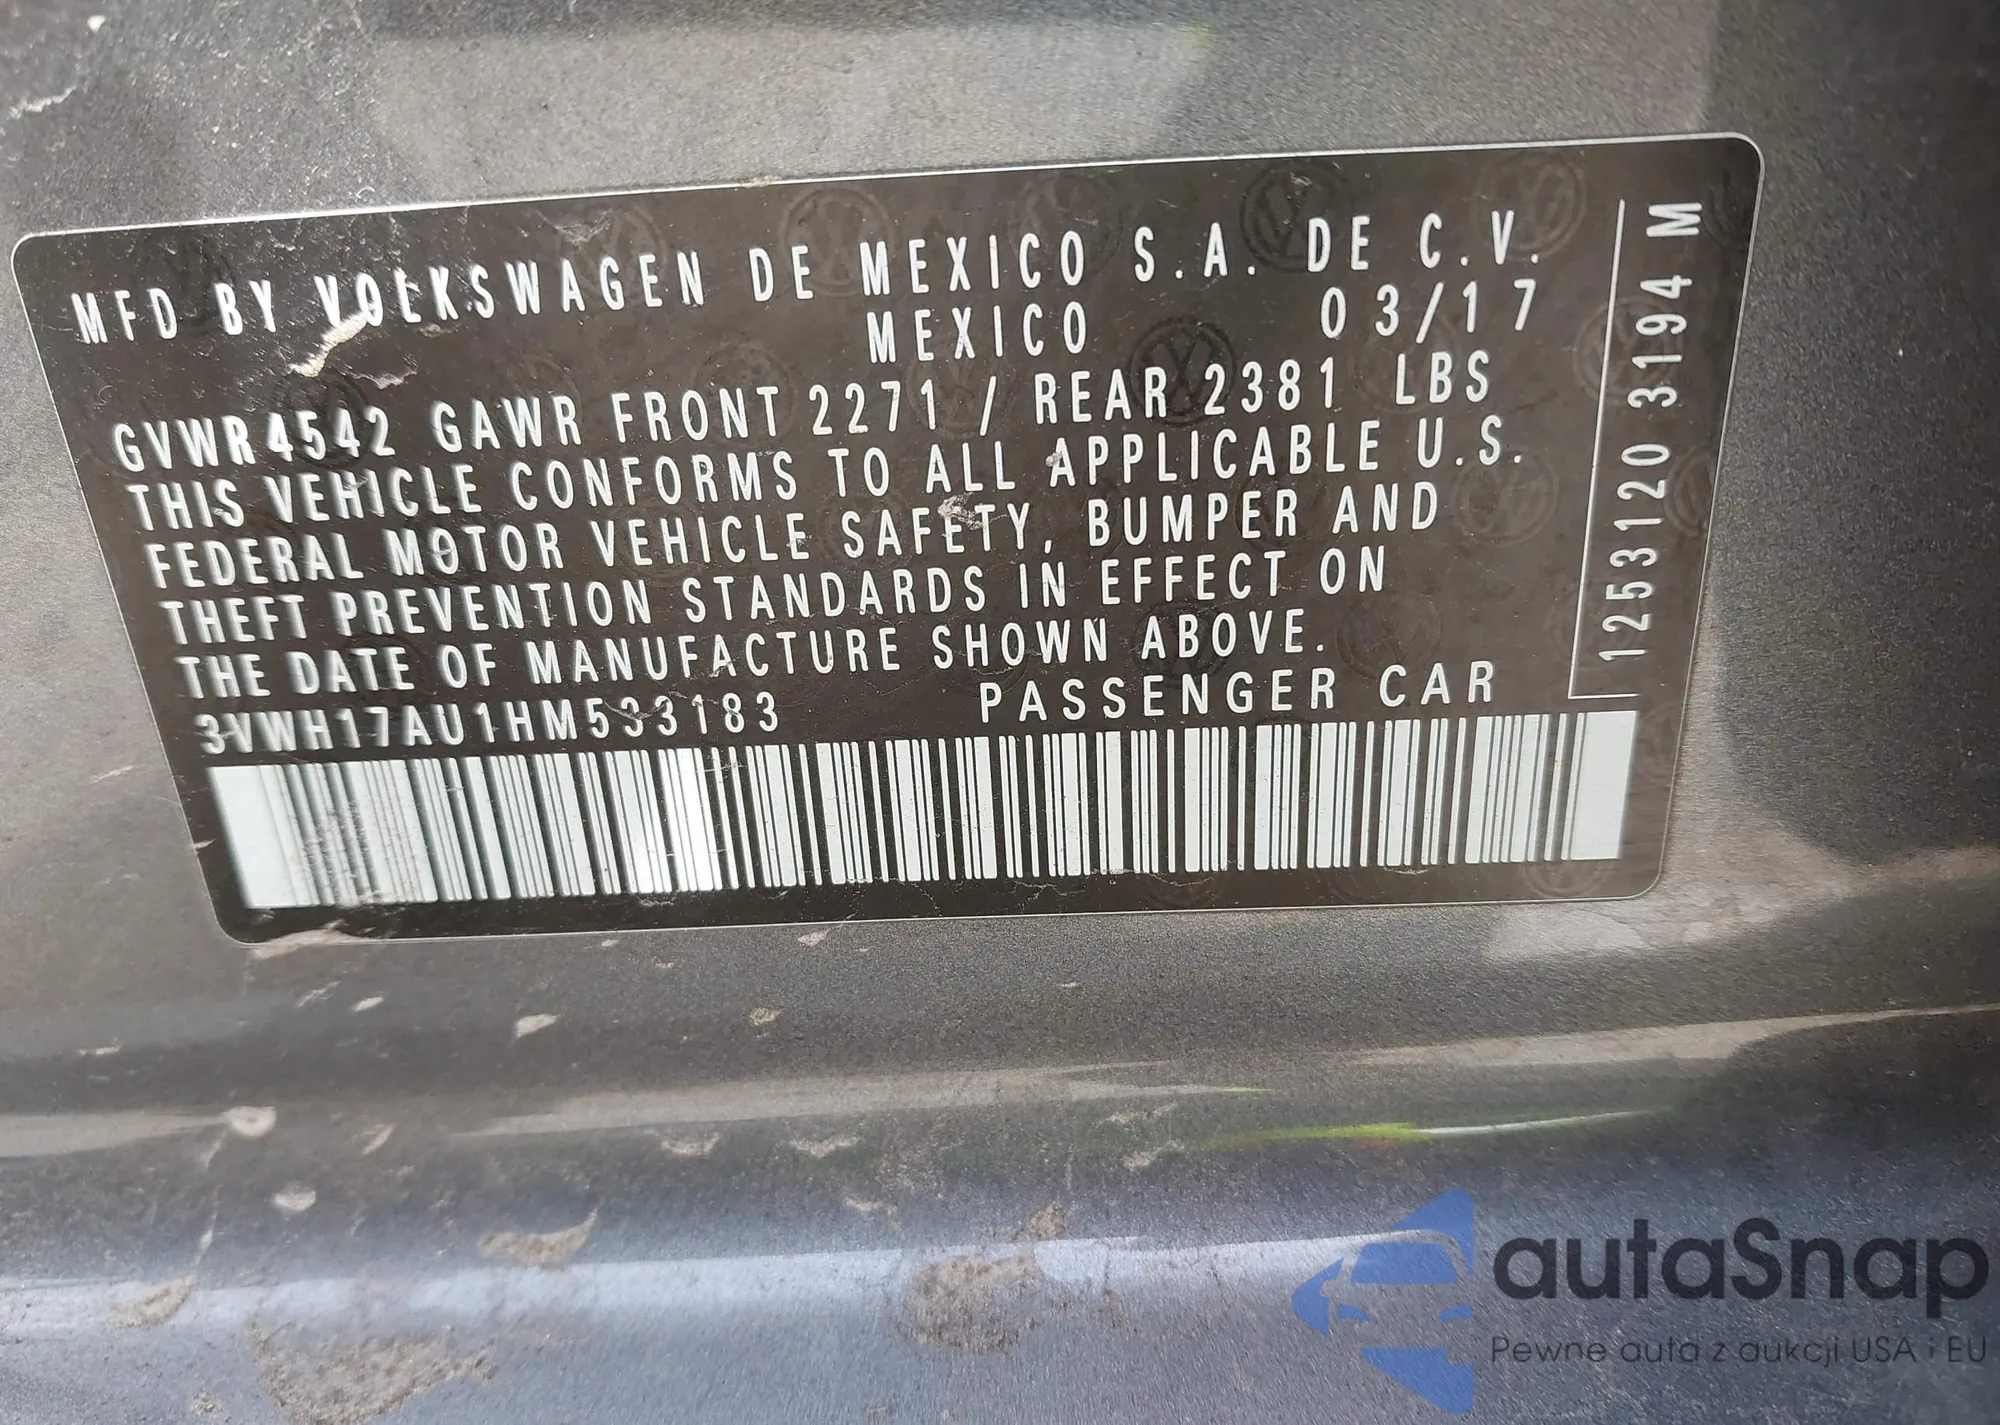 MFD BY VOLKSWAGEN DE MEXICO S.A. DE C.V.
MEXICO 03/17
GVWR 4542 GAWR FRONT 2271 / REAR 2381 LBS
THIS VEHICLE CONFORMS TO ALL APPLICABLE U.S.
FEDERAL MOTOR VEHICLE SAFETY, BUMPER AND
THEFT PREVENTION STANDARDS IN EFFECT ON
THE DATE OF MANUFACTURE SHOWN ABOVE.
3VWH17AU1HM533183 PASSENGER CAR
1253120 3194 M
autaSnap
Pewne auta z aukcji USA i EU